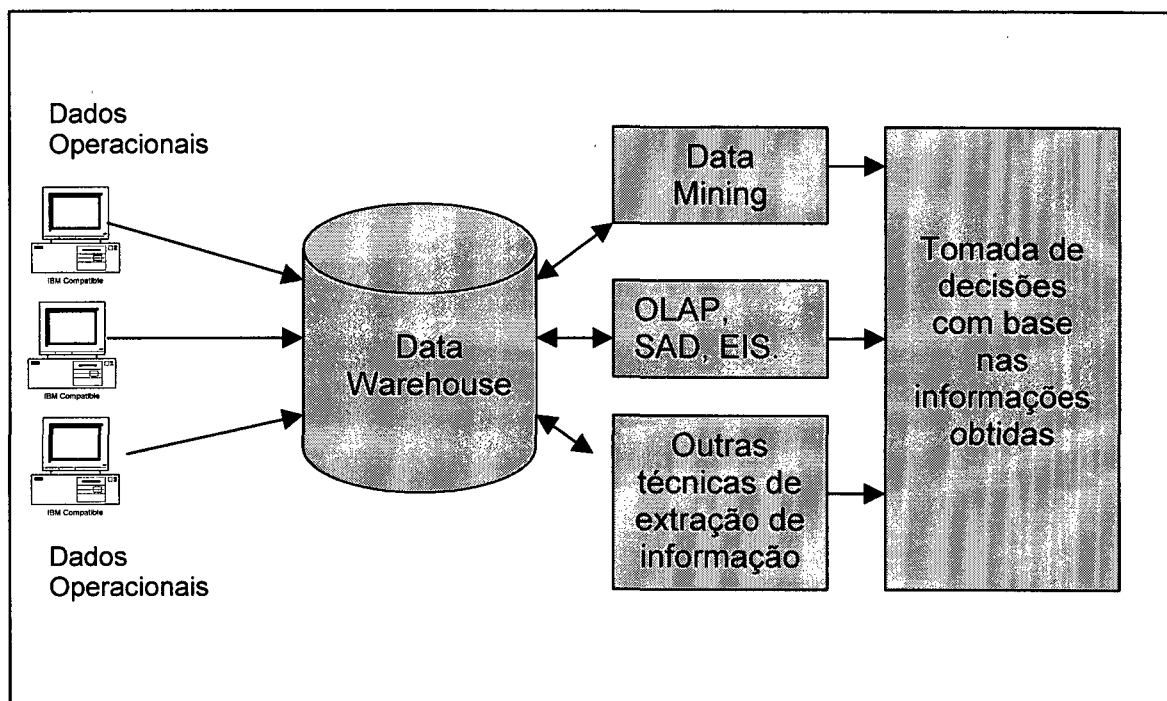 Dados
Operacionais
IBM Compatible
IBM Compatible
IBM Compatible
Dados
Operacionais
Data
Warehouse
Data
Mining
OLAP,
SAD, EIS.
Outras
técnicas de
extração de
informação
Tomada de
decisões
com base
nas
informações
obtidas